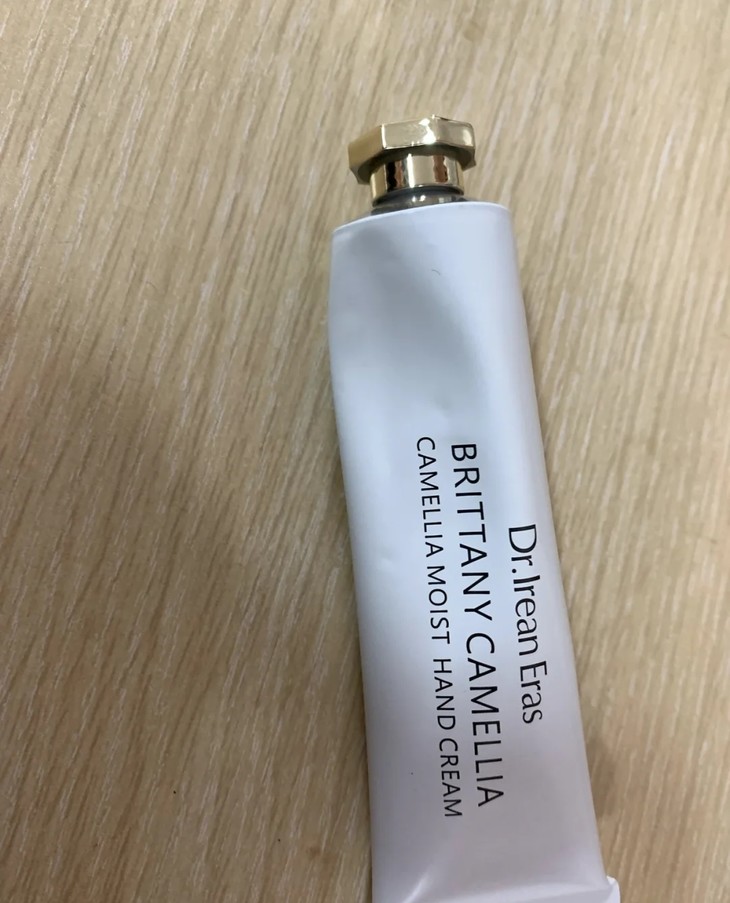 Dr.Irean Eras
BRITTANY CAMELLIA
CAMELLIA MOIST HAND CREAM